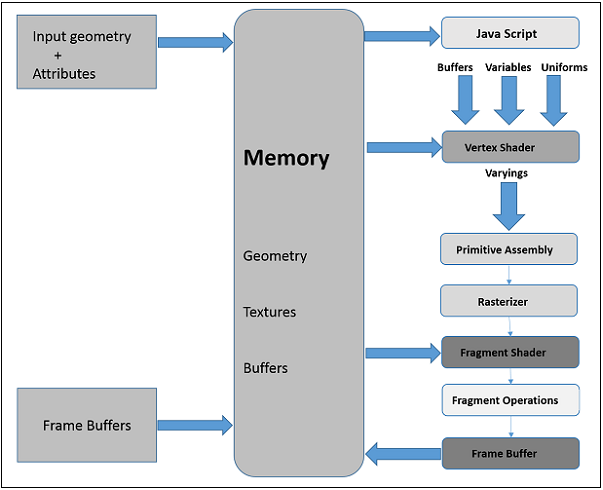 Input geometry
+
Attributes
Frame Buffers
Memory
Geometry
Textures
Buffers
Java Script
Buffers Variables Uniforms
Vertex Shader
Varyings
Primitive Assembly
Rasterizer
Fragment Shader
Fragment Operations
Frame Buffer